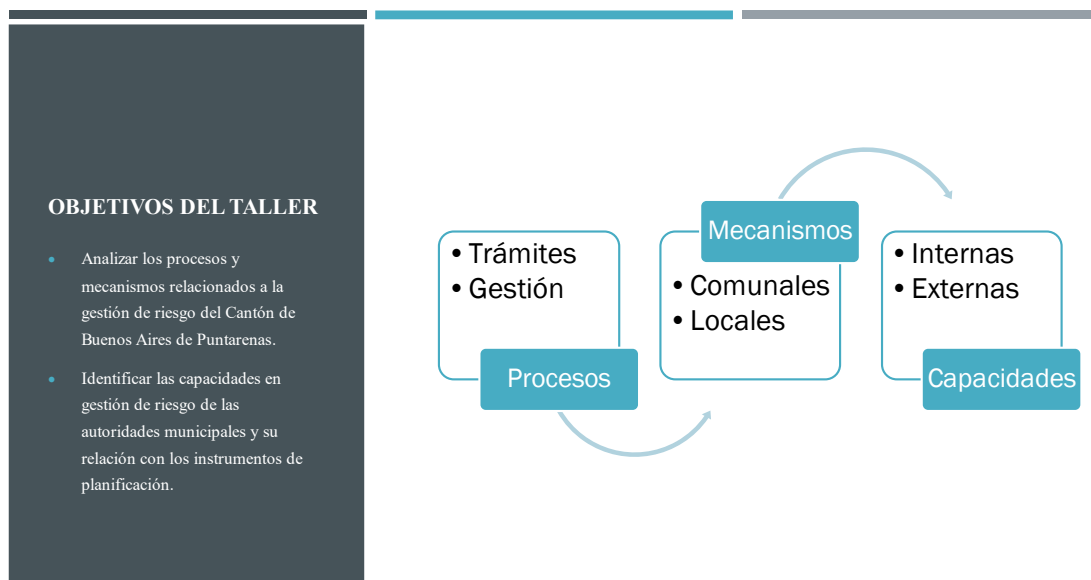 OBJETIVOS DEL TALLER
• Analizar los procesos y
mecanismos relacionados a la
gestión de riesgo del Cantón de
Buenos Aires de Puntarenas.
• Identificar las capacidades en
gestión de riesgo de las
autoridades municipales y su
relación con los instrumentos de
planificación.
• Trámites
• Gestión
Procesos
Mecanismos
• Comunales
• Locales
• Internas
• Externas
Capacidades